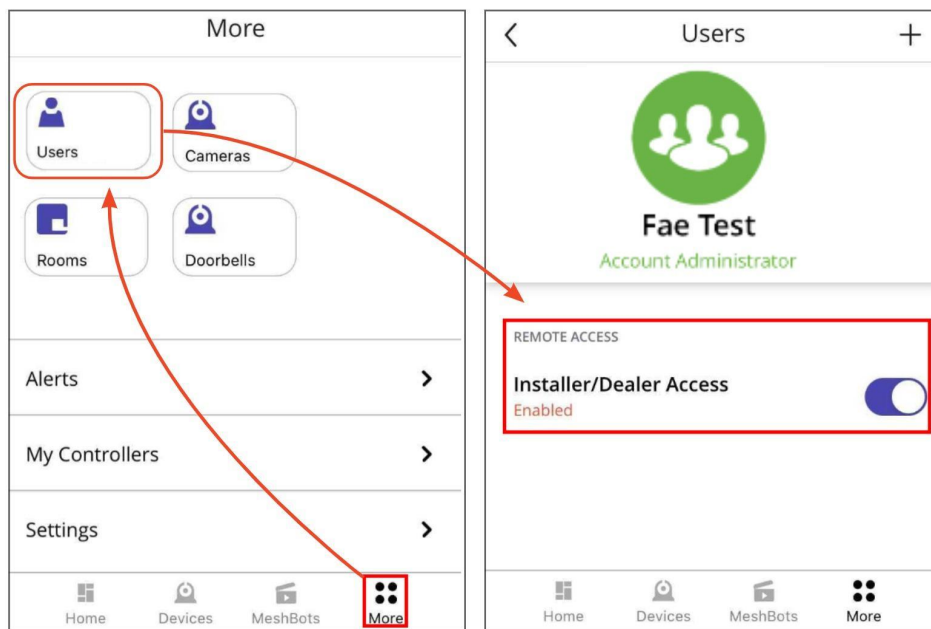 More
Users
Cameras
Rooms
Doorbells
Alerts
My Controllers
Settings
Home
Devices
MeshBots
More
Users
Fae Test
Account Administrator
REMOTE ACCESS
Installer/Dealer Access
Enabled
Home
Devices
MeshBots
More